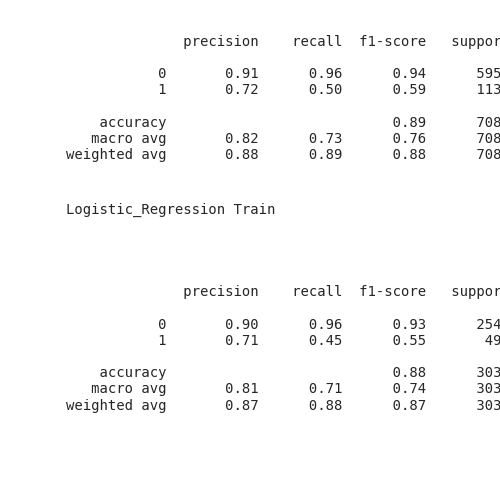 precision recall f1-score suppor
0 0.91 0.96 0.94 595
1 0.72 0.50 0.59 113
accuracy 0.89 708
macro avg 0.82 0.73 0.76 708
weighted avg 0.88 0.89 0.88 708
Logistic_Regression Train
precision recall f1-score suppor
0 0.90 0.96 0.93 254
1 0.71 0.45 0.55 49
accuracy 0.88 303
macro avg 0.81 0.71 0.74 303
weighted avg 0.87 0.88 0.87 303